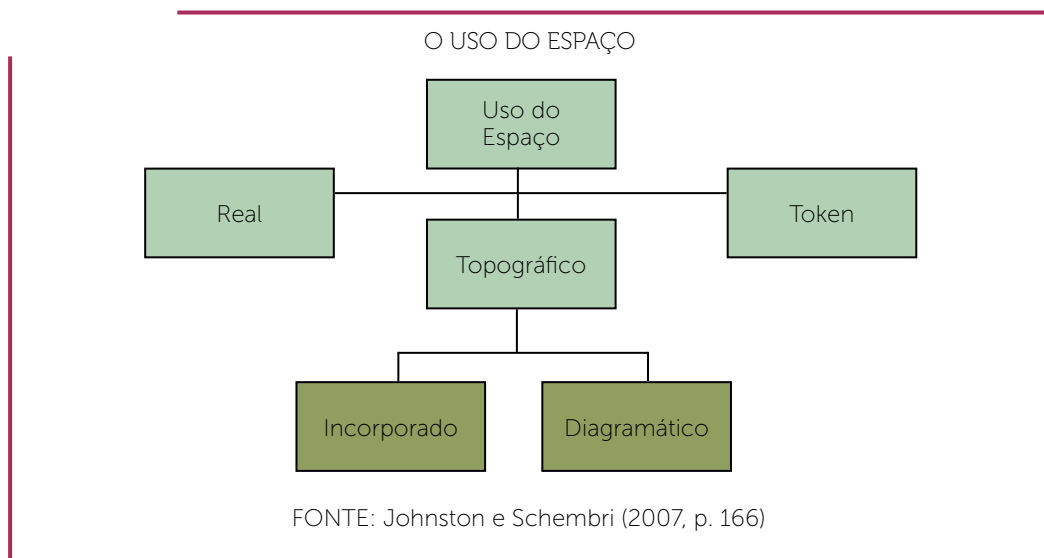 O USO DO ESPAÇO
Uso do
Espaço
Real
Token
Topográfico
Incorporado
Diagramático
FONTE: Johnston e Schembri (2007, p. 166)